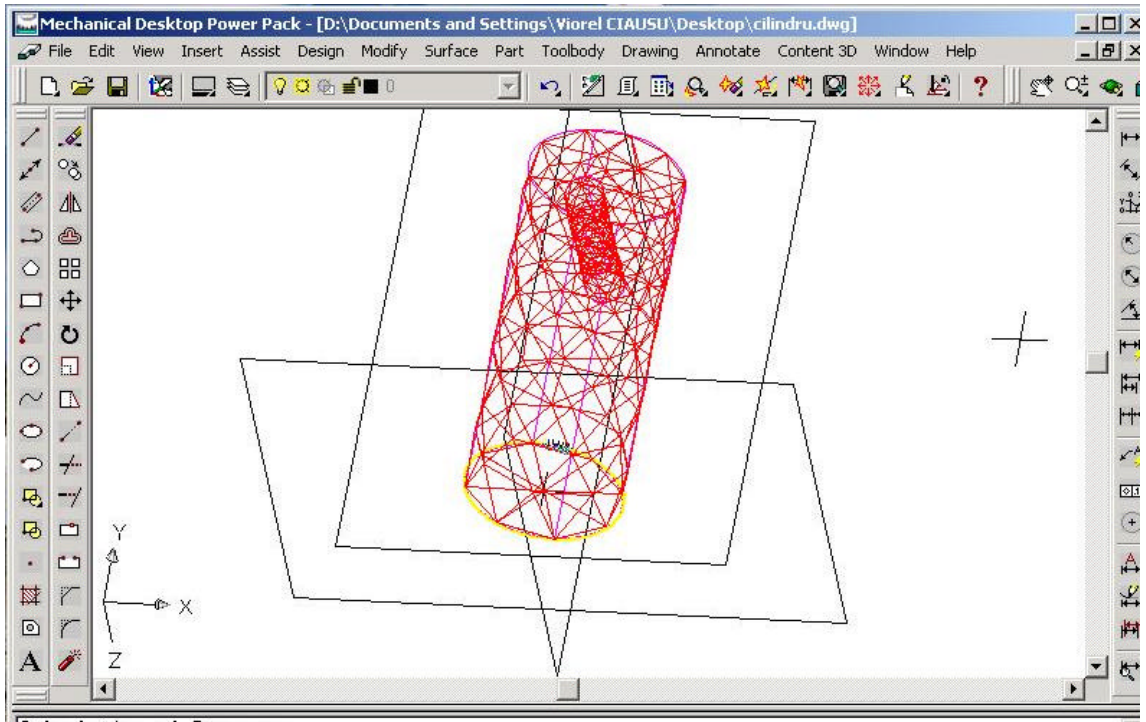 Mechanical Desktop Power Pack - [D:\Documents and Settings\Viorel CIAUSU\Desktop\cilindru.dwg]
File Edit View Insert Assist Design Modify Surface Part Toolbody Drawing Annotate Content 3D Window Help
0
Y
X
Z
A